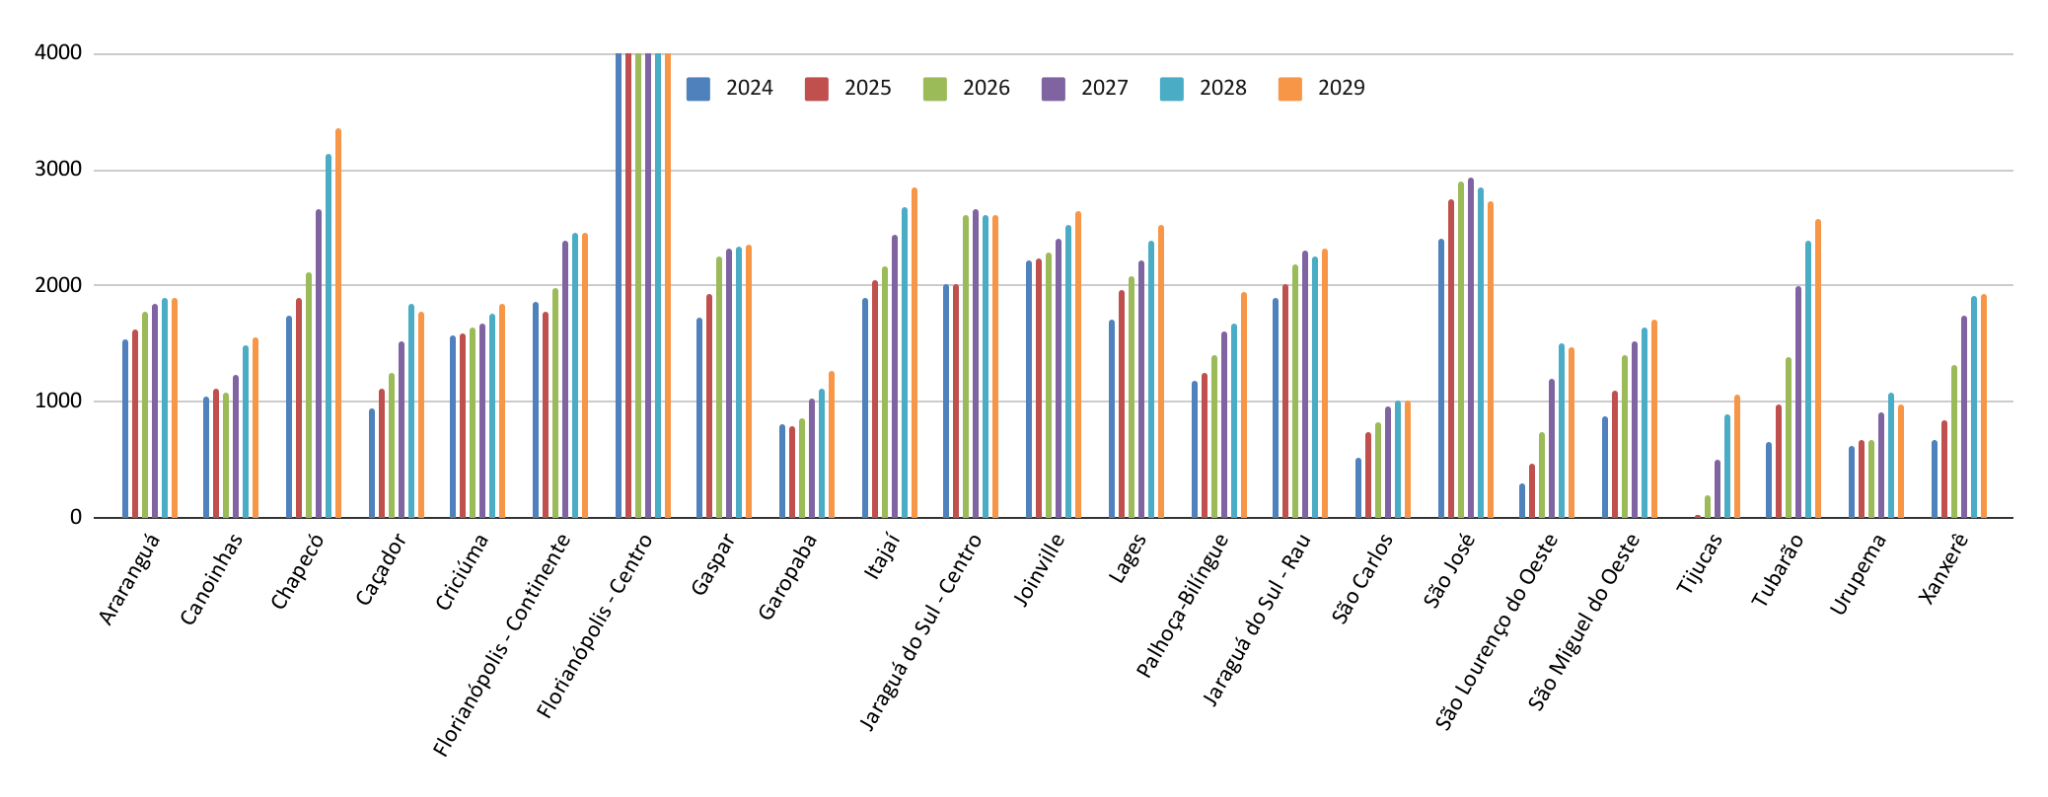 4000
2024 2025 2026 2027 2028 2029
3000
2000
1000
0
Araranguá
Canoinhas
Chapecó
Caçador
Criciúma
Florianópolis - Continente
Florianópolis - Centro
Gaspar
Garopaba
Itajaí
Jaraguá do Sul - Centro
Joinville
Lages
Palhoça-Bilíngue
Jaraguá do Sul - Rau
São Carlos
São José
São Lourenço do Oeste
São Miguel do Oeste
Tijucas
Tubarão
Urupema
Xanxerê